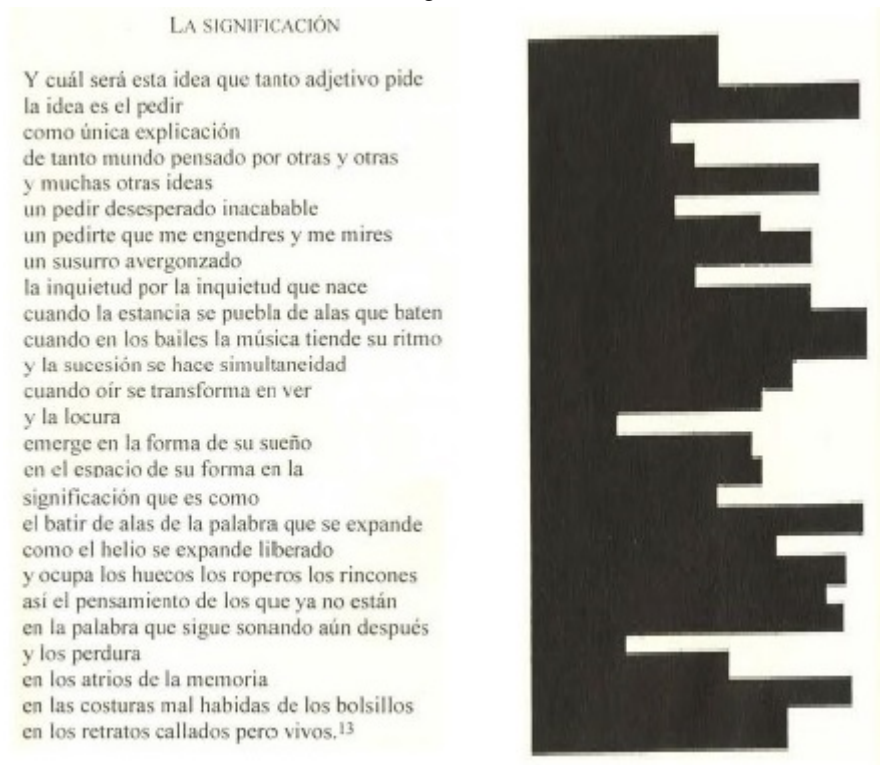 LA SIGNIFICACIÓN
Y cuál será esta idea que tanto adjetivo pide
la idea es el pedir
como única explicación
de tanto mundo pensado por otras y otras
y muchas otras ideas
un pedir desesperado inacabable
un pedirte que me engendres y me mires
un susurro avergonzado
la inquietud por la inquietud que nace
cuando la estancia se puebla de alas que baten
cuando en los bailes la música tiende su ritmo
y la sucesión se hace simultaneidad
cuando oír se transforma en ver
y la locura
emerge en la forma de su sueño
en el espacio de su forma en la
significación que es como
el batir de alas de la palabra que se expande
como el helio se expande liberado
y ocupa los huecos los roperos los rincones
así el pensamiento de los que ya no están
en la palabra que sigue sonando aún después
y los perdura
en los atrios de la memoria
en las costuras mal habidas de los bolsillos
en los retratos callados pero vivos.13